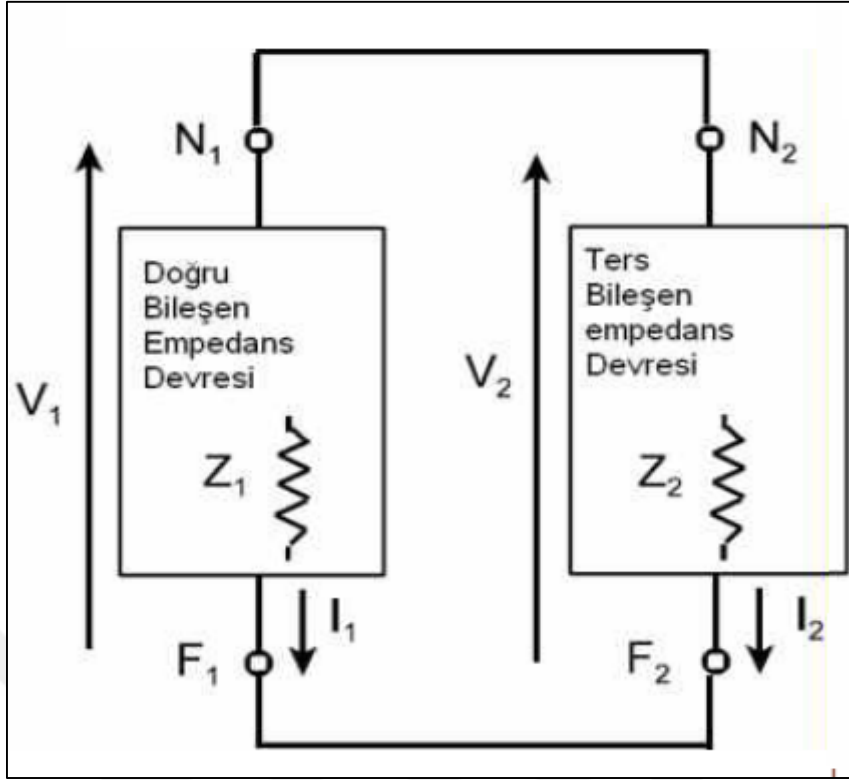 N₁
N₂
Doğru
Bileşen
Empedans
Devresi
Ters
Bileşen
empedans
Devresi
V₁
V₂
Z₁
Z₂
I₁
I₂
F₁
F₂